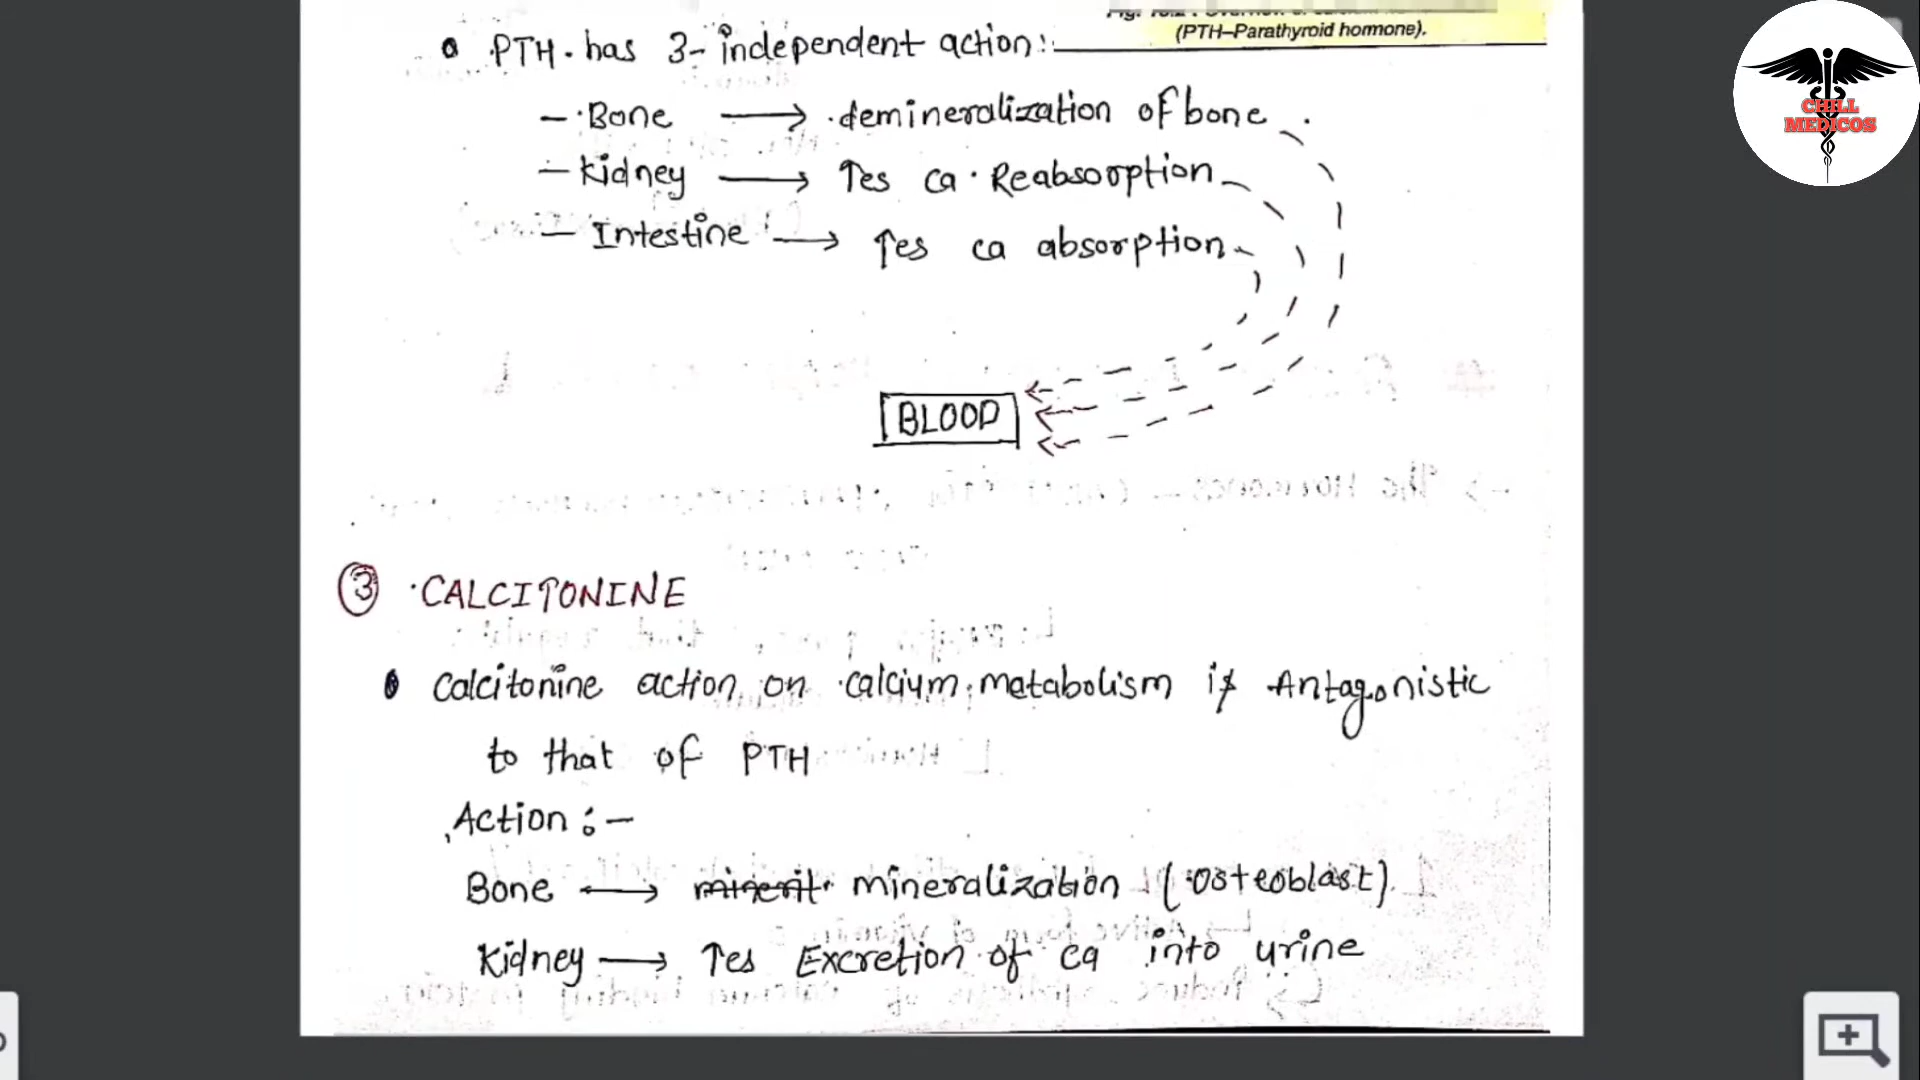 (PTH–Parathyroid hormone).
PTH. has 3- independent action:
CHILL
MEDICOS
- Bone → demineralization of bone.
- Kidney → ↑es ca Reabsorption
- Intestine → ↑es ca absorption
BLOOD
③ CALCITONINE
Calcitonine action on calcium metabolism is Antagonistic
to that of PTH
Action :-
Bone → minerit mineralization (osteoblast)
Kidney → ↑es Excretion of ca into urine